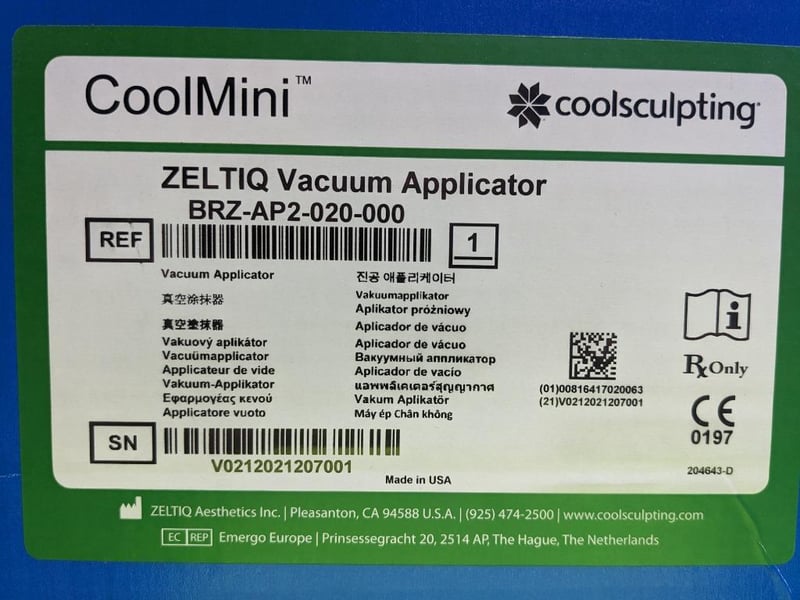 CoolMini™
coolsculpting®
ZELTIQ Vacuum Applicator
BRZ-AP2-020-000
REF
1
Vacuum Applicator
真空涂抹器
真空塗抹器
Vakuový aplikátor
Vacuümapplicator
Applicateur de vide
Vakuum-Applikator
Εφαρμογέας κενού
Applicatore vuoto
진공 애플리케이터
Vakuumapplikator
Aplikator próżniowy
Aplicador de vácuo
Aplicador de vácuo
Вакуумный аппликатор
Aplicador de vacío
แอพพลิเคเตอร์สุญญากาศ
Vakum Aplikatör
Máy ép Chân không
(01)00816417020063
(21)V0212021207001
i
Rx Only
CE
0197
204643-D
SN
V0212021207001
Made in USA
ZELTIQ Aesthetics Inc. | Pleasanton, CA 94588 U.S.A. | (925) 474-2500 | www.coolsculpting.com
EC REP Emergo Europe | Prinsessegracht 20, 2514 AP, The Hague, The Netherlands